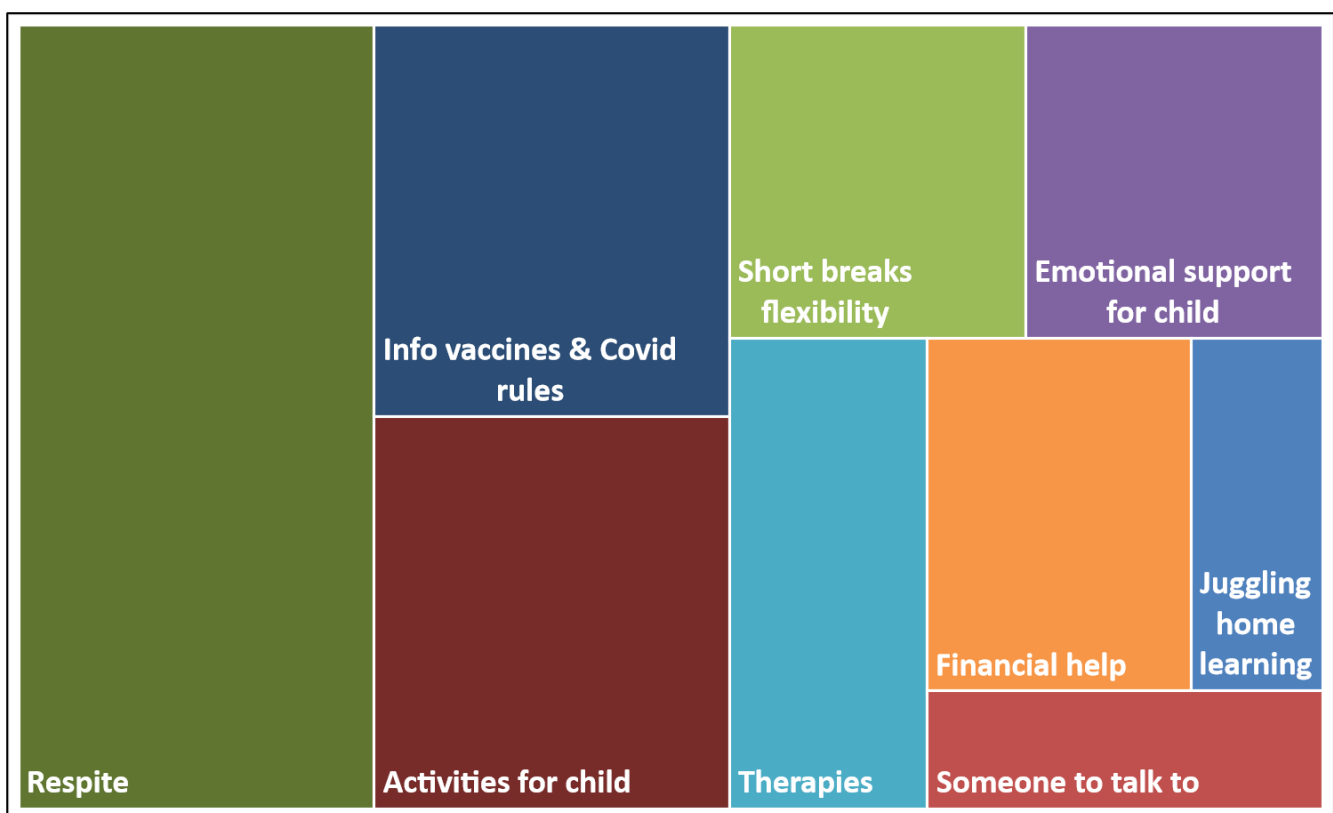 Respite
Info vaccines & Covid
rules
Activities for child
Short breaks
flexibility
Emotional support
for child
Therapies
Financial help
Juggling
home
learning
Someone to talk to